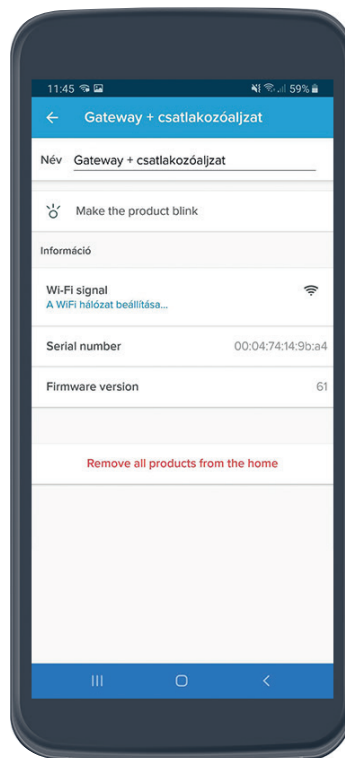 11:45 59%
Gateway + csatlakozóaljzat
Név Gateway + csatlakozóaljzat
Make the product blink
Információ
Wi-Fi signal
A WiFi hálózat beállítása...
Serial number 00:04:74:14:9b:a4
Firmware version 61
Remove all products from the home